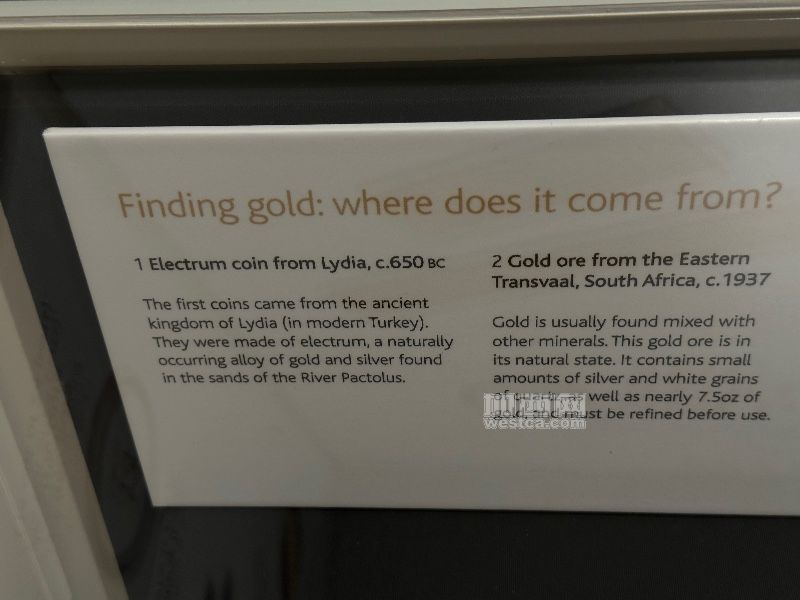 Finding gold: where does it come from?
1 Electrum coin from Lydia, c.650 BC
The first coins came from the ancient
kingdom of Lydia (in modern Turkey).
They were made of electrum, a naturally
occurring alloy of gold and silver found
in the sands of the River Pactolus.
2 Gold ore from the Eastern
Transvaal, South Africa, c.1937
Gold is usually found mixed with
other minerals. This gold ore is in
its natural state. It contains small
amounts of silver and white grains
of quartz, as well as nearly 7.5oz of
gold, and must be refined before use.
westca.com